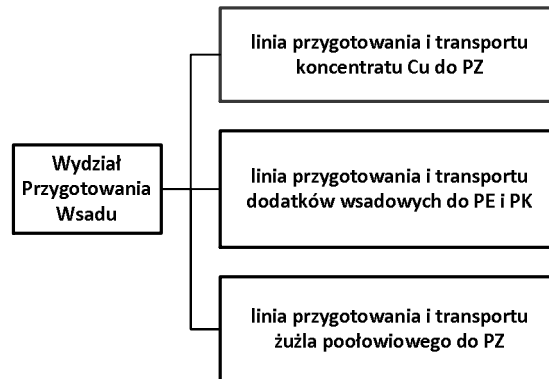 linia przygotowania i transportu
koncentratu Cu do PZ
Wydział
Przygotowania
Wsadu
linia przygotowania i transportu
dodatków wsadowych do PE i PK
linia przygotowania i transportu
żużla poołowiowego do PZ